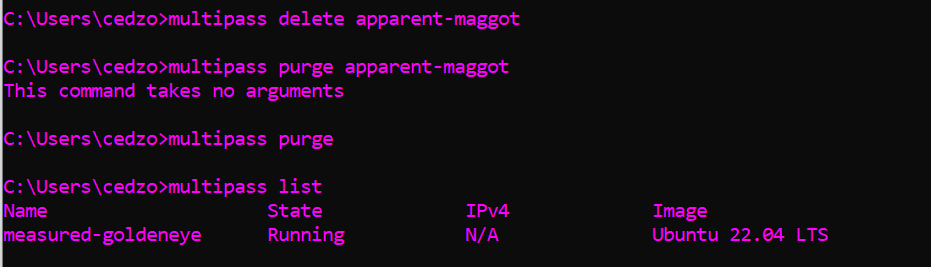 C:\Users\cedzo>multipass delete apparent-maggot
C:\Users\cedzo>multipass purge apparent-maggot
This command takes no arguments
C:\Users\cedzo>multipass purge
C:\Users\cedzo>multipass list
Name                    State             IPv4             Image
measured-goldeneye      Running           N/A              Ubuntu 22.04 LTS